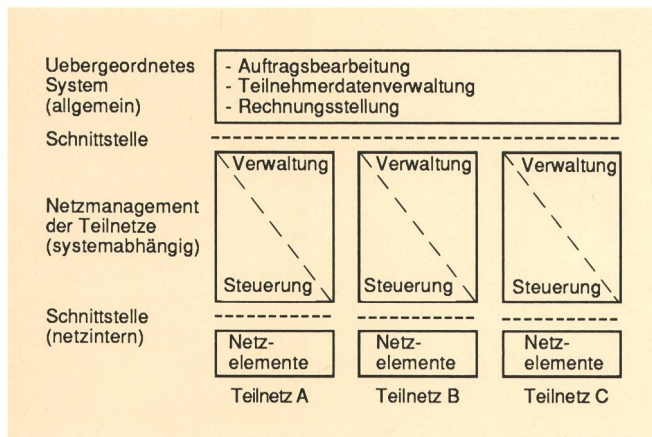 Uebergeordnetes
System
(allgemein)
- Auftragsbearbeitung
- Teilnehmerdatenverwaltung
- Rechnungsstellung
Schnittstelle
Verwaltung
Verwaltung
Verwaltung
Netzmanagement
der Teilnetze
(systemabhängig)
Steuerung
Steuerung
Steuerung
Schnittstelle
(netzintern)
Netz-
elemente
Netz-
elemente
Netz-
elemente
Teilnetz A
Teilnetz B
Teilnetz C